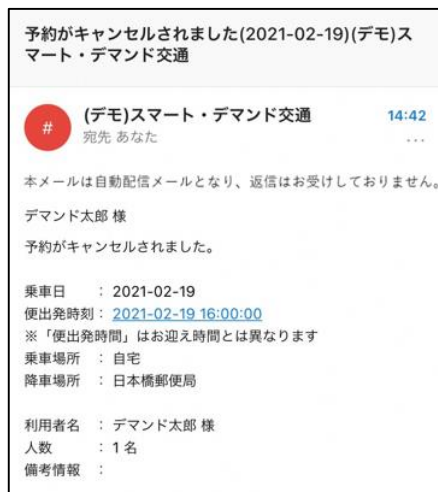 予約がキャンセルされました(2021-02-19)(デモ)ス
マート・デマンド交通
#
(デモ)スマート・デマンド交通
14:42
宛先 あなた
...
本メールは自動配信メールとなり、返信はお受けしておりません。
デマンド太郎 様
予約がキャンセルされました。
乗車日 : 2021-02-19
便出発時刻 : 2021-02-19 16:00:00
※「便出発時間」はお迎え時間とは異なります
乗車場所 : 自宅
降車場所 : 日本橋郵便局
利用者名 : デマンド太郎 様
人数 : 1 名
備考情報 :